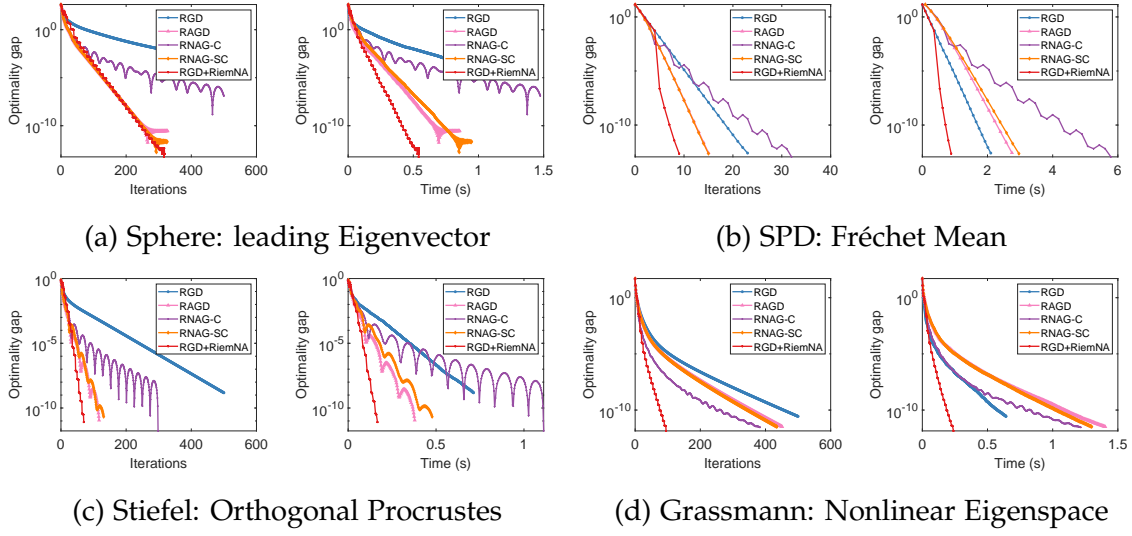 Optimality gap
10^0
10^-5
10^-10
0 200 400 600
Iterations
RGD
RAGD
RNAG-C
RNAG-SC
RGD+RiemNA
Optimality gap
10^0
10^-5
10^-10
0 0.5 1 1.5
Time (s)
RGD
RAGD
RNAG-C
RNAG-SC
RGD+RiemNA
(a) Sphere: leading Eigenvector
Optimality gap
10^0
10^-10
0 10 20 30 40
Iterations
RGD
RAGD
RNAG-C
RNAG-SC
RGD+RiemNA
Optimality gap
10^0
10^-10
0 2 4 6
Time (s)
RGD
RAGD
RNAG-C
RNAG-SC
RGD+RiemNA
(b) SPD: Fréchet Mean
Optimality gap
10^0
10^-5
10^-10
0 200 400 600
Iterations
RGD
RAGD
RNAG-C
RNAG-SC
RGD+RiemNA
Optimality gap
10^0
10^-5
10^-10
0 0.5 1
Time (s)
RGD
RAGD
RNAG-C
RNAG-SC
RGD+RiemNA
(c) Stiefel: Orthogonal Procrustes
Optimality gap
10^0
10^-10
0 200 400 600
Iterations
RGD
RAGD
RNAG-C
RNAG-SC
RGD+RiemNA
Optimality gap
10^0
10^-10
0 0.5 1 1.5
Time (s)
RGD
RAGD
RNAG-C
RNAG-SC
RGD+RiemNA
(d) Grassmann: Nonlinear Eigenspace